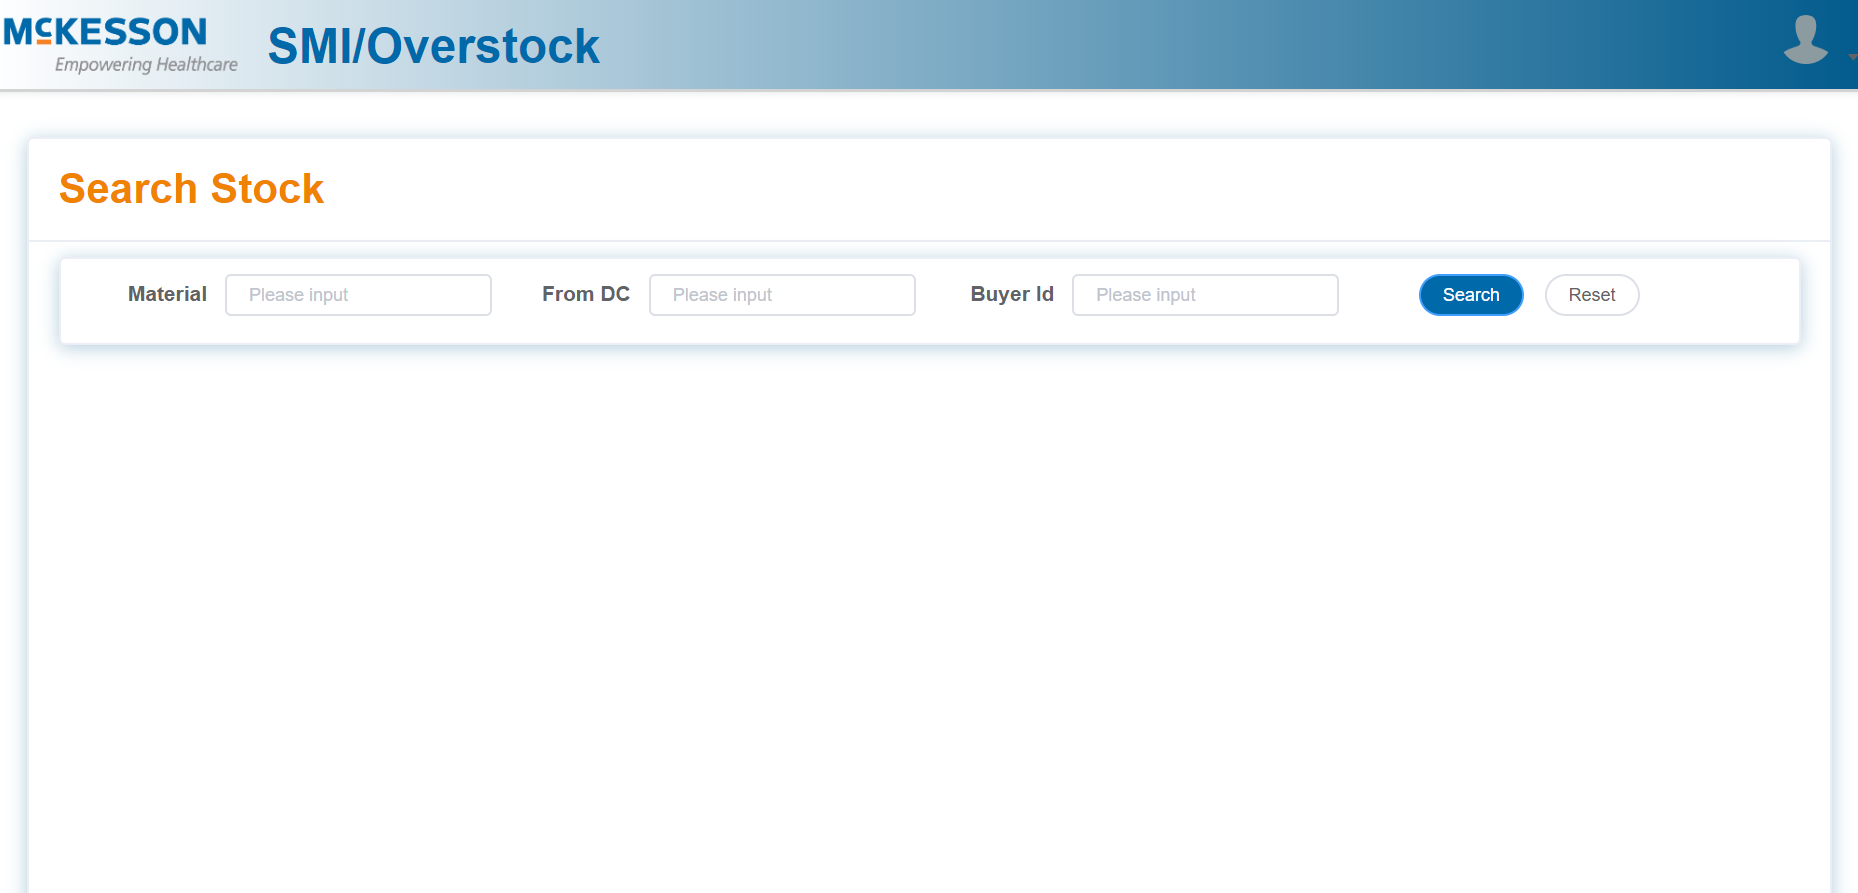 MCKESSON
Empowering Healthcare
SMI/Overstock
Search Stock
Material Please input From DC Please input Buyer Id Please input Search Reset